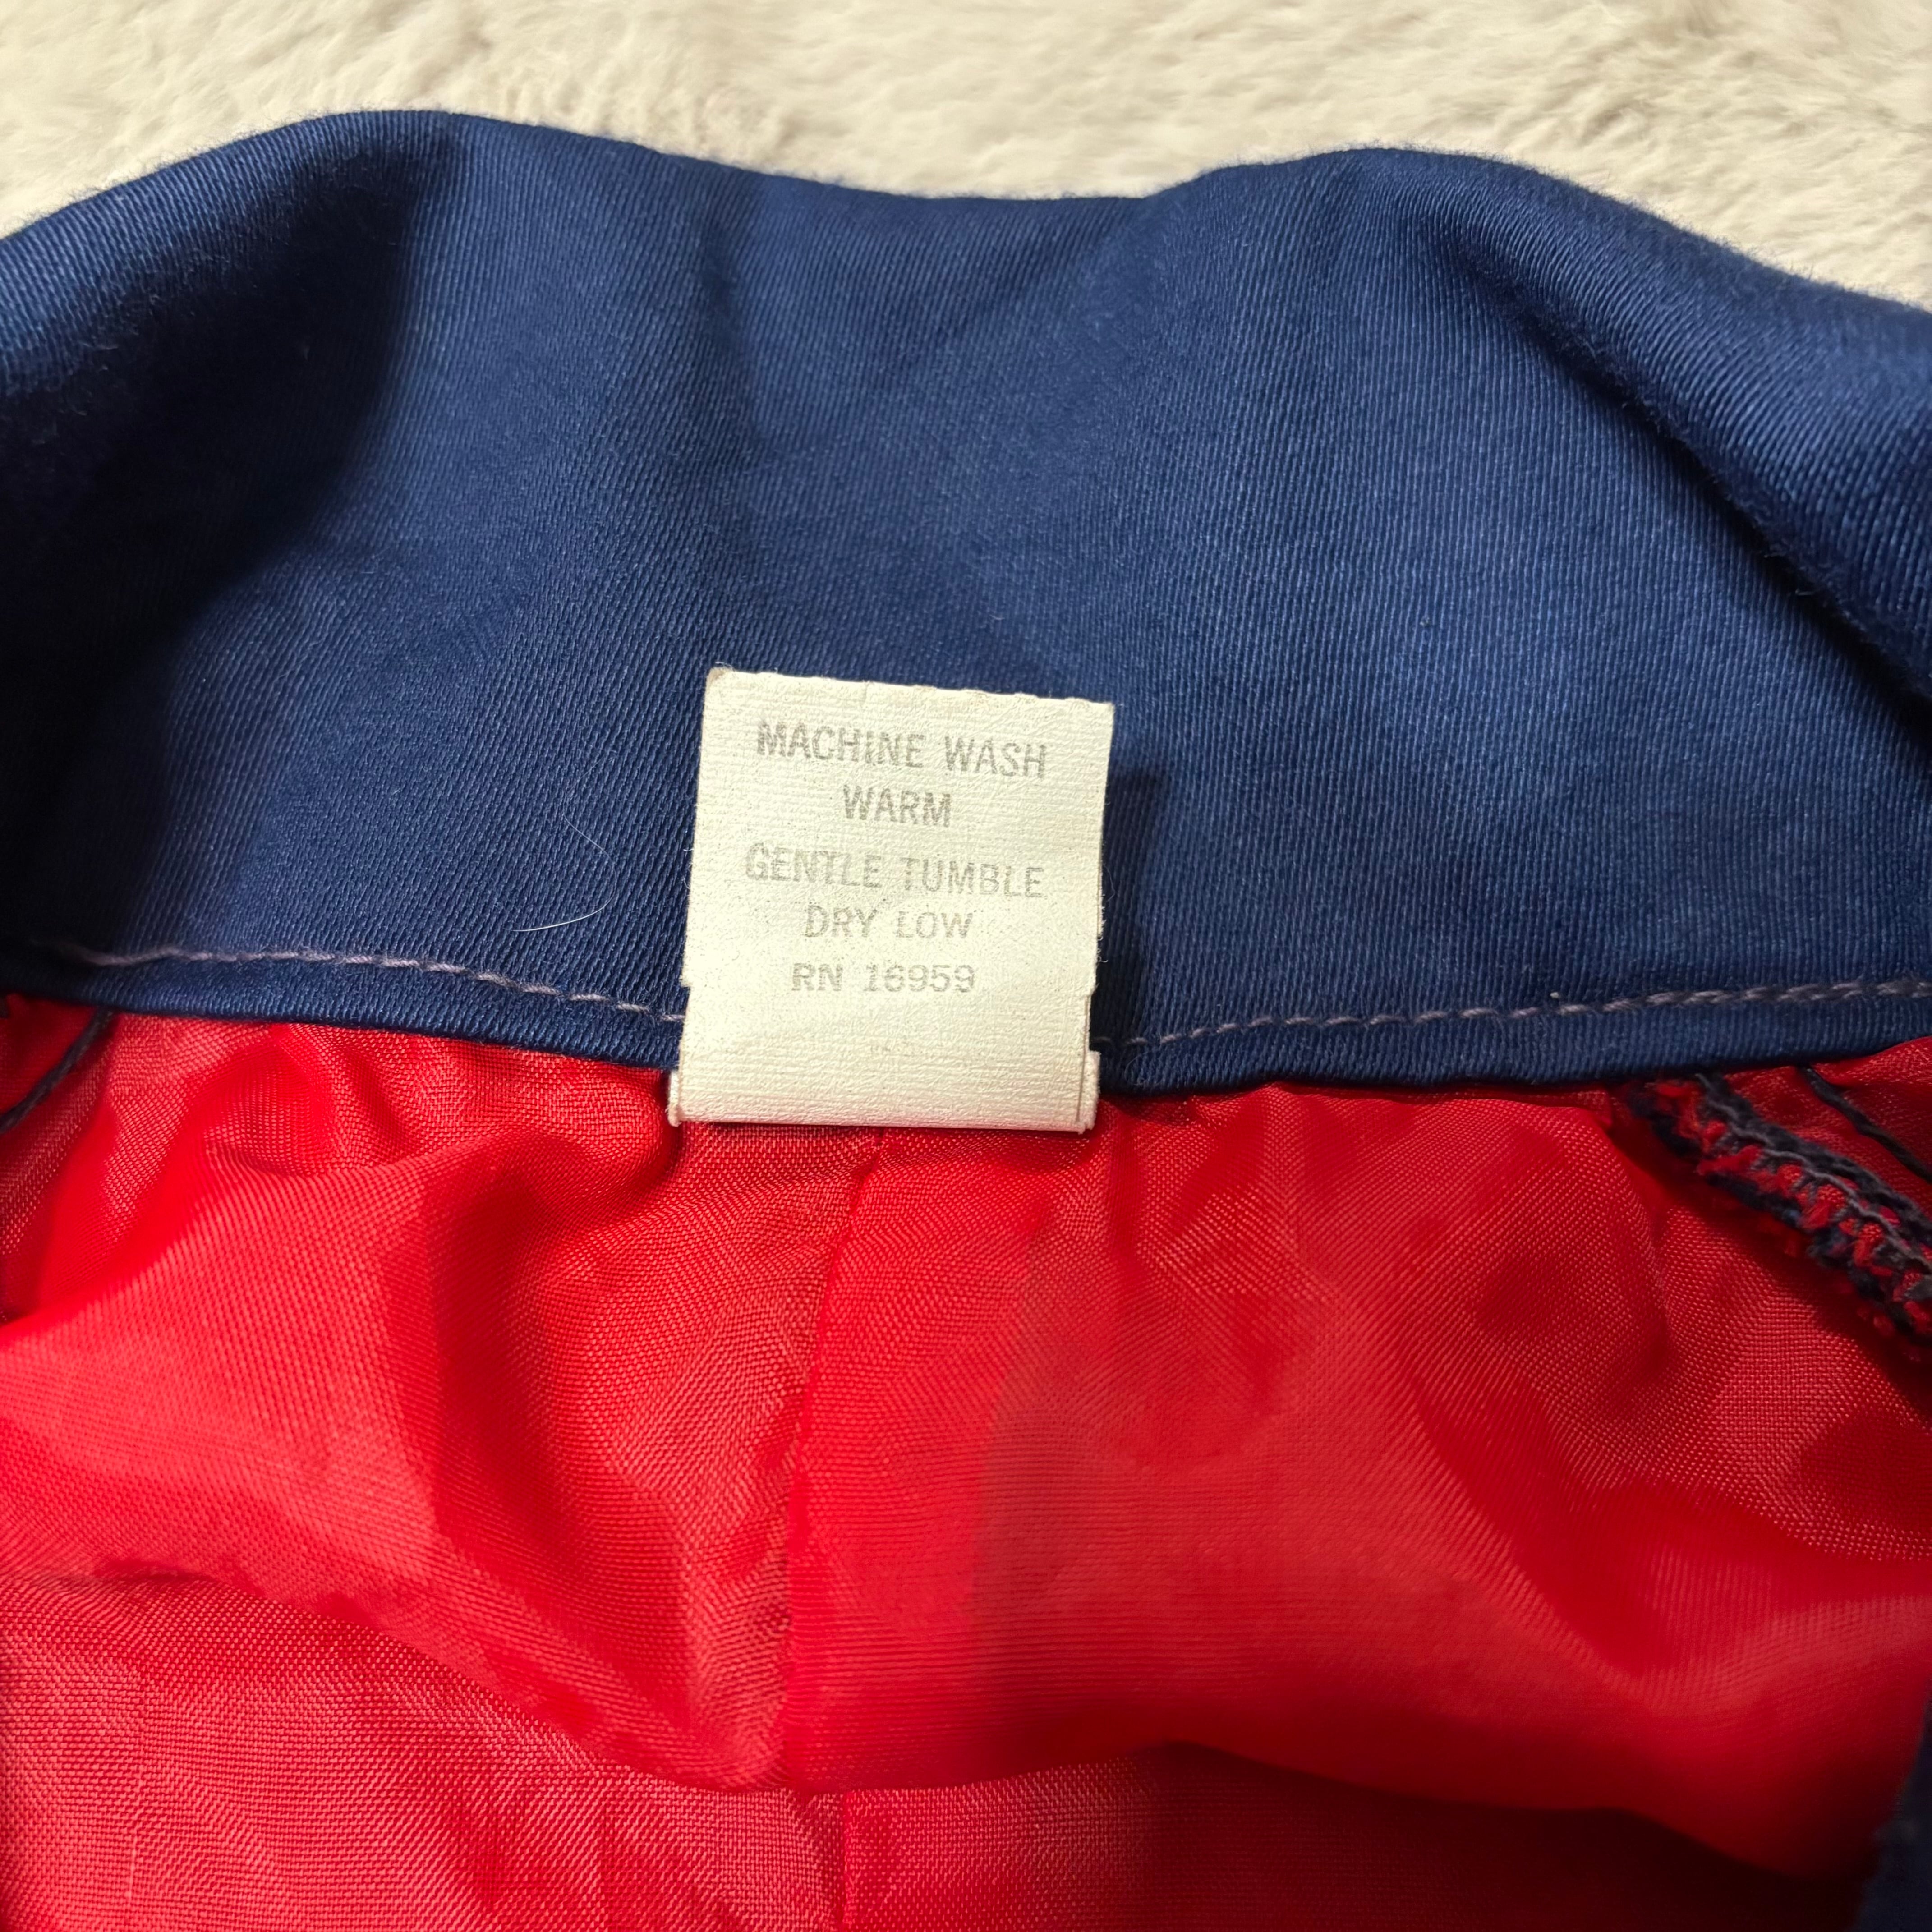 MACHINE WASH
WARM
GENTLE TUMBLE
DRY LOW
RN 16959